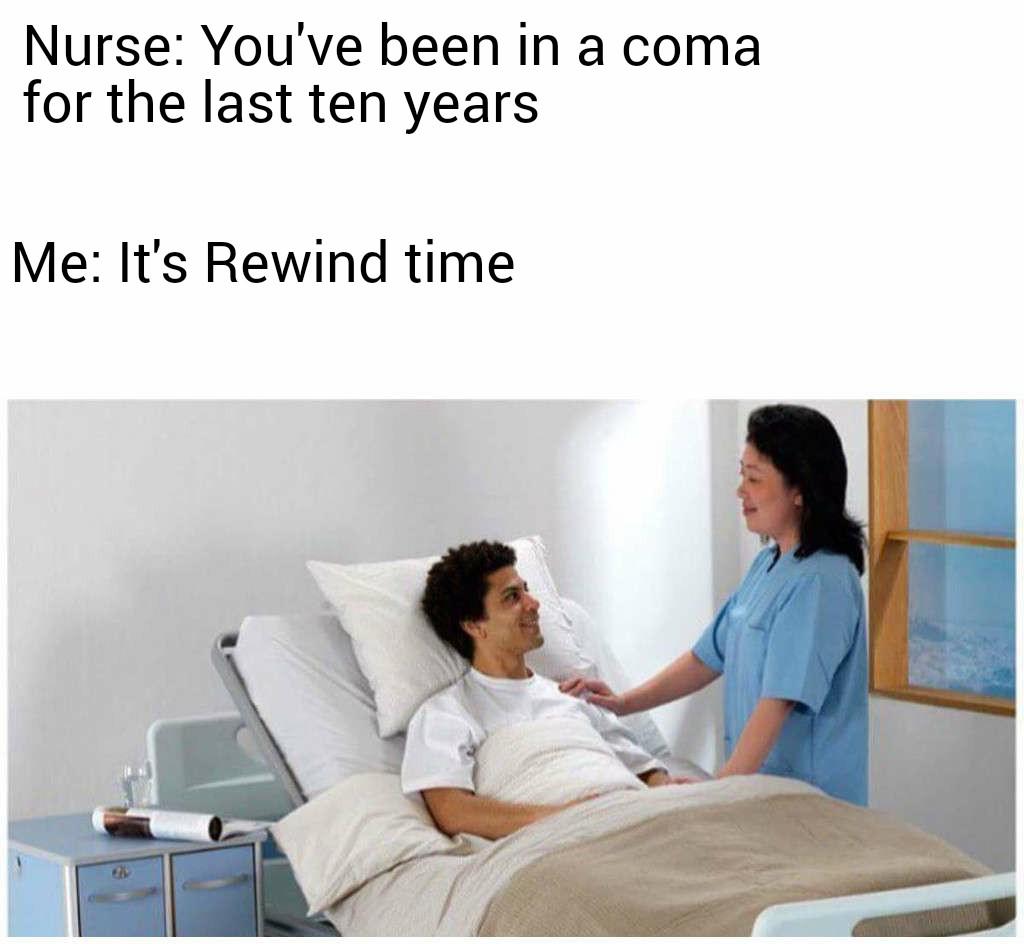 Nurse: You've been in a coma
for the last ten years
Me: It's Rewind time